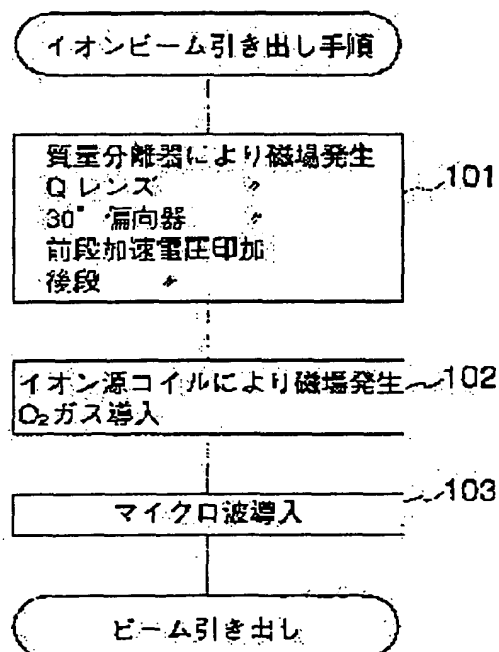 イオンビーム引き出し手順
質量分離器により磁場発生
Q レンズ 〃
30° 偏向器 〃
前段加速電圧印加
後段 〃
101
イオン源コイルにより磁場発生
O₂ガス導入
102
マイクロ波導入
103
ビーム引き出し